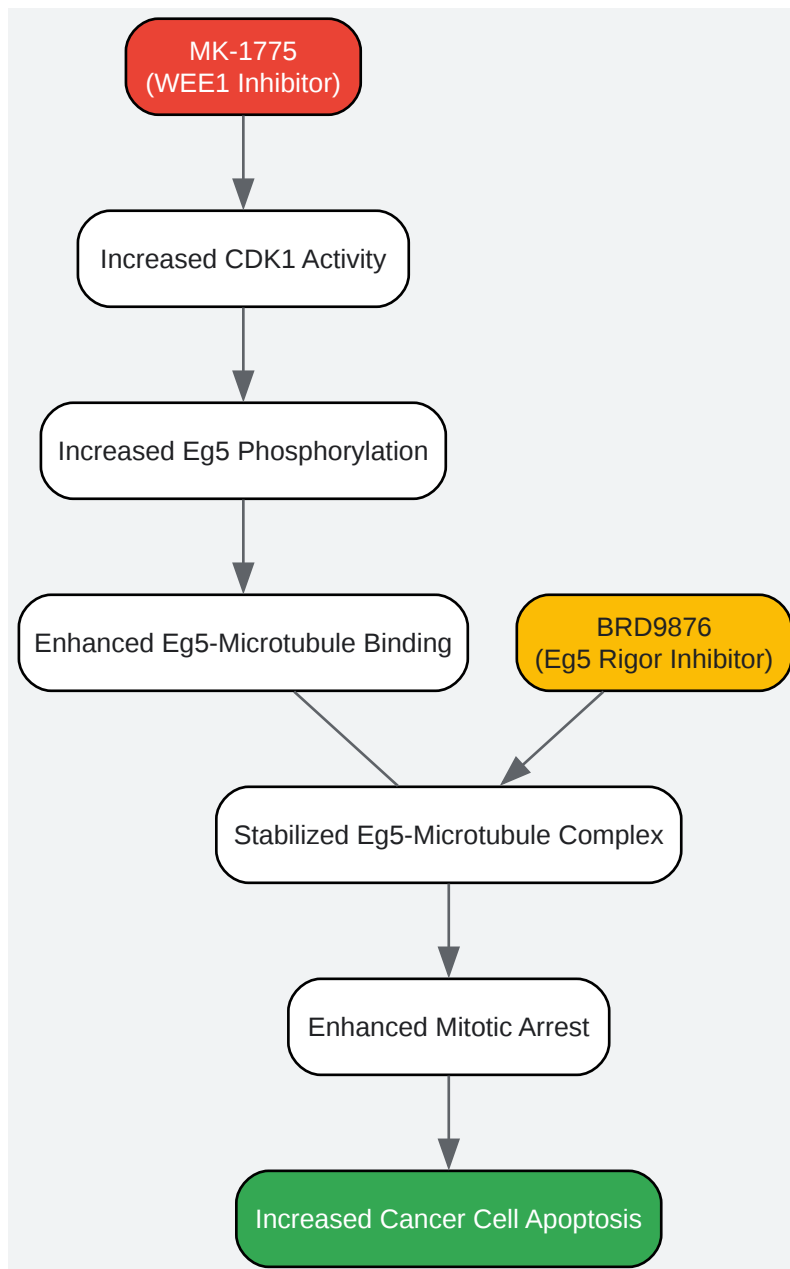 MK-1775
(WEE1 Inhibitor)
Increased CDK1 Activity
Increased Eg5 Phosphorylation
Enhanced Eg5-Microtubule Binding
BRD9876
(Eg5 Rigor Inhibitor)
Stabilized Eg5-Microtubule Complex
Enhanced Mitotic Arrest
Increased Cancer Cell Apoptosis